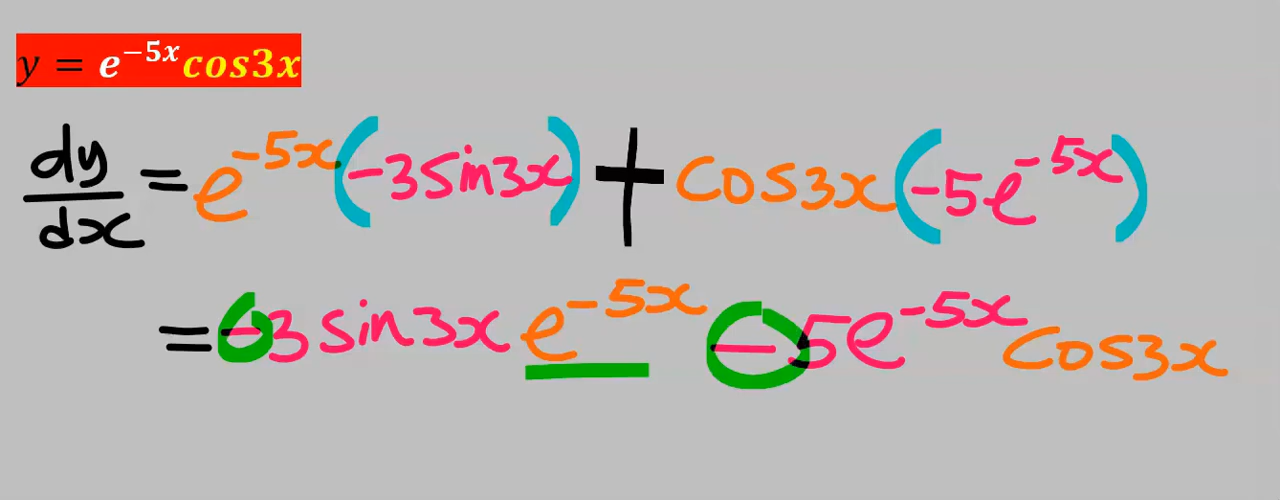 y = e^{-5x}cos3x
dy/dx = e^{-5x}(-3sin3x) + cos3x(-5e^{-5x})
= -3sin3x e^{-5x} - 5e^{-5x} cos3x